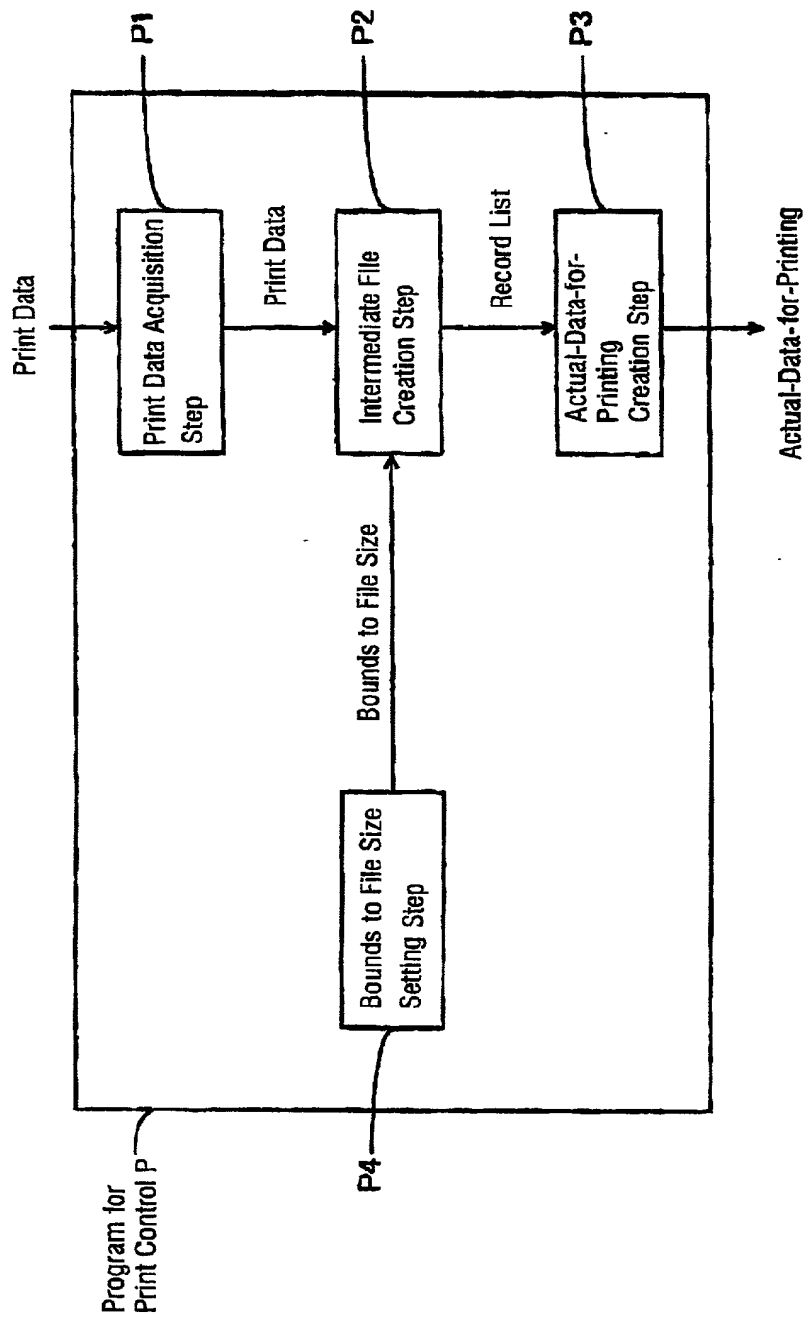 Program for
Print Control P
Print Data
Print Data Acquisition
Step
P1
Print Data
P4
Bounds to File Size
Setting Step
Bounds to File Size
Intermediate File
Creation Step
P2
Record List
Actual-Data-for-
Printing
Creation Step
P3
Actual-Data-for-Printing